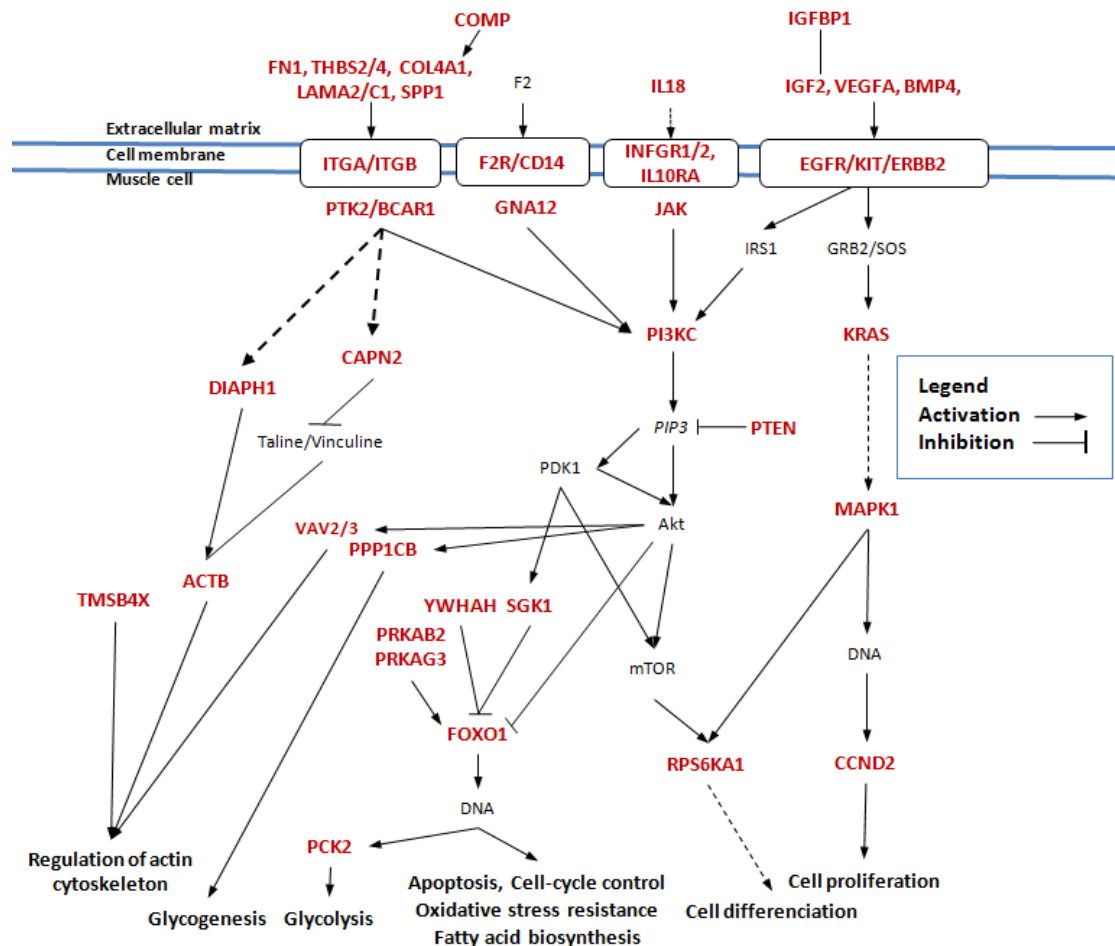 COMP
IGFBP1
FN1, THBS2/4, COL4A1,
LAMA2/C1, SPP1
F2
IL18
IGF2, VEGFA, BMP4,
Extracellular matrix
Cell membrane
Muscle cell
ITGA/ITGB
F2R/CD14
INFGR1/2,
IL10RA
EGFR/KIT/ERBB2
PTK2/BCAR1
GNA12
JAK
IRS1
GRB2/SOS
PI3KC
KRAS
CAPN2
DIAPH1
Legend
Activation
Inhibition
Taline/Vinculine
PIP3
PTEN
PDK1
MAPK1
VAV2/3
Akt
PPP1CB
ACTB
TMSB4X
YWHAH SGK1
PRKAB2
PRKAG3
mTOR
DNA
FOXO1
RPS6KA1
CCND2
DNA
PCK2
Regulation of actin
cytoskeleton
Glycogenesis
Glycolysis
Apoptosis, Cell-cycle control
Oxidative stress resistance
Fatty acid biosynthesis
Cell proliferation
Cell differenciation